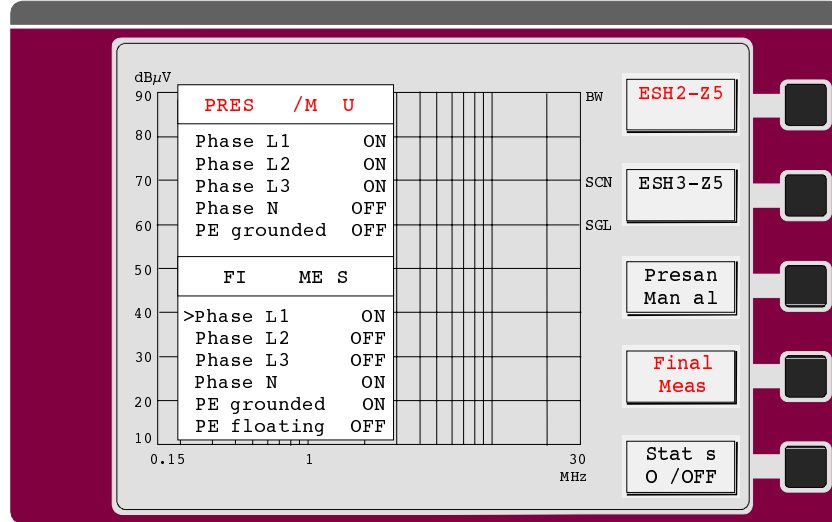 dBµV
90
80
70
60
50
40
30
20
10
PRES /M U
Phase L1 ON
Phase L2 ON
Phase L3 ON
Phase N OFF
PE grounded OFF
FI ME S
>Phase L1 ON
Phase L2 OFF
Phase L3 OFF
Phase N ON
PE grounded ON
PE floating OFF
0.15 1 30
MHz
BW
SCN
SGL
ESH2-Z5
ESH3-Z5
Presan
Man al
Final
Meas
Stat s
O /OFF